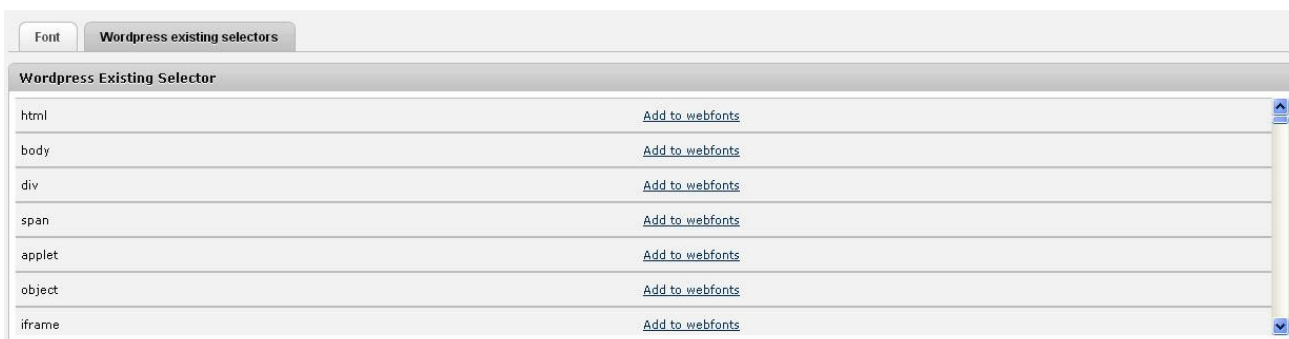 Font Wordpress existing selectors
Wordpress Existing Selector
html Add to webfonts
body Add to webfonts
div Add to webfonts
span Add to webfonts
applet Add to webfonts
object Add to webfonts
iframe Add to webfonts